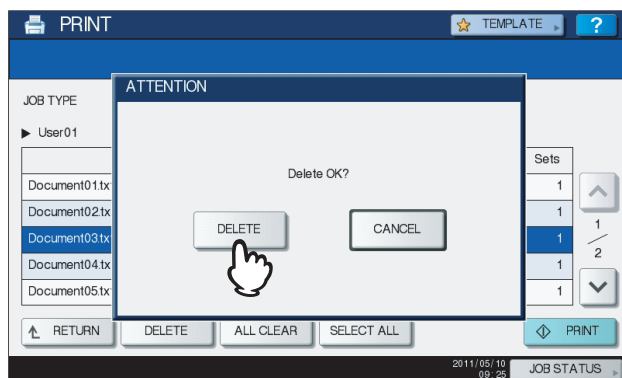 PRINT
TEMPLATE
?
ATTENTION
JOB TYPE
User01
Sets
Delete OK?
Document01.tx 1
Document02.tx 1
DELETE CANCEL
Document03.tx 1
Document04.tx 1
Document05.tx 1
1
2
RETURN DELETE ALL CLEAR SELECT ALL PRINT
2011/05/10
09:25
JOB STATUS